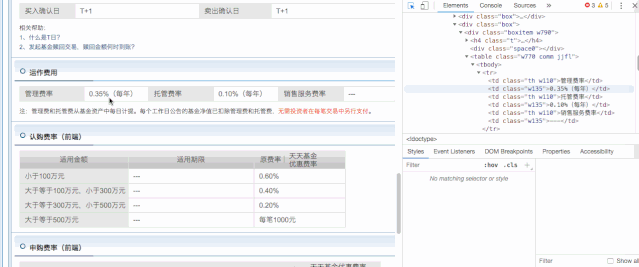 买入确认日 T+1 卖出确认日 T+1
相关帮助：
1、什么是T日？
2、发起基金赎回交易，赎回金额何时到账？
运作费用
管理费率 0.35%（每年） 托管费率 0.10%（每年） 销售服务费率 ---
注：管理费和托管费从基金资产中每日计提。每个工作日公告的基金净值已扣除管理费和托管费，无需投资者在每笔交易中另行支付。
认购费率（前端）
适用金额 适用期限 原费率 天天基金
优惠费率
小于100万元 --- 0.60%
大于等于100万元，小于300万元 --- 0.40%
大于等于300万元，小于500万元 --- 0.20%
大于等于500万元 --- 每笔1000元
申购费率（前端）
天天基金优惠费率
Elements Console Sources » 3 5
▸<div class="box">…</div>
▾<div class="box">
▾<div class="boxitem w790">
▸<h4 class="t">…</h4>
<div class="space0"></div>
▾<table class="w770 comm jjfl">
▾<tbody>
▾<tr>
<td class="th w110">管理费率</td>
<td class="w135">0.35%（每年）</td>
<td class="th w110">托管费率</td>
<td class="w135">0.10%（每年）</td>
<td class="th w110">销售服务费率</td>
<td class="w135">---</td>
</tr>
<!doctype>
Styles Event Listeners DOM Breakpoints Properties Accessibility
Filter :hov .cls +
No matching selector or style
Filter Show all